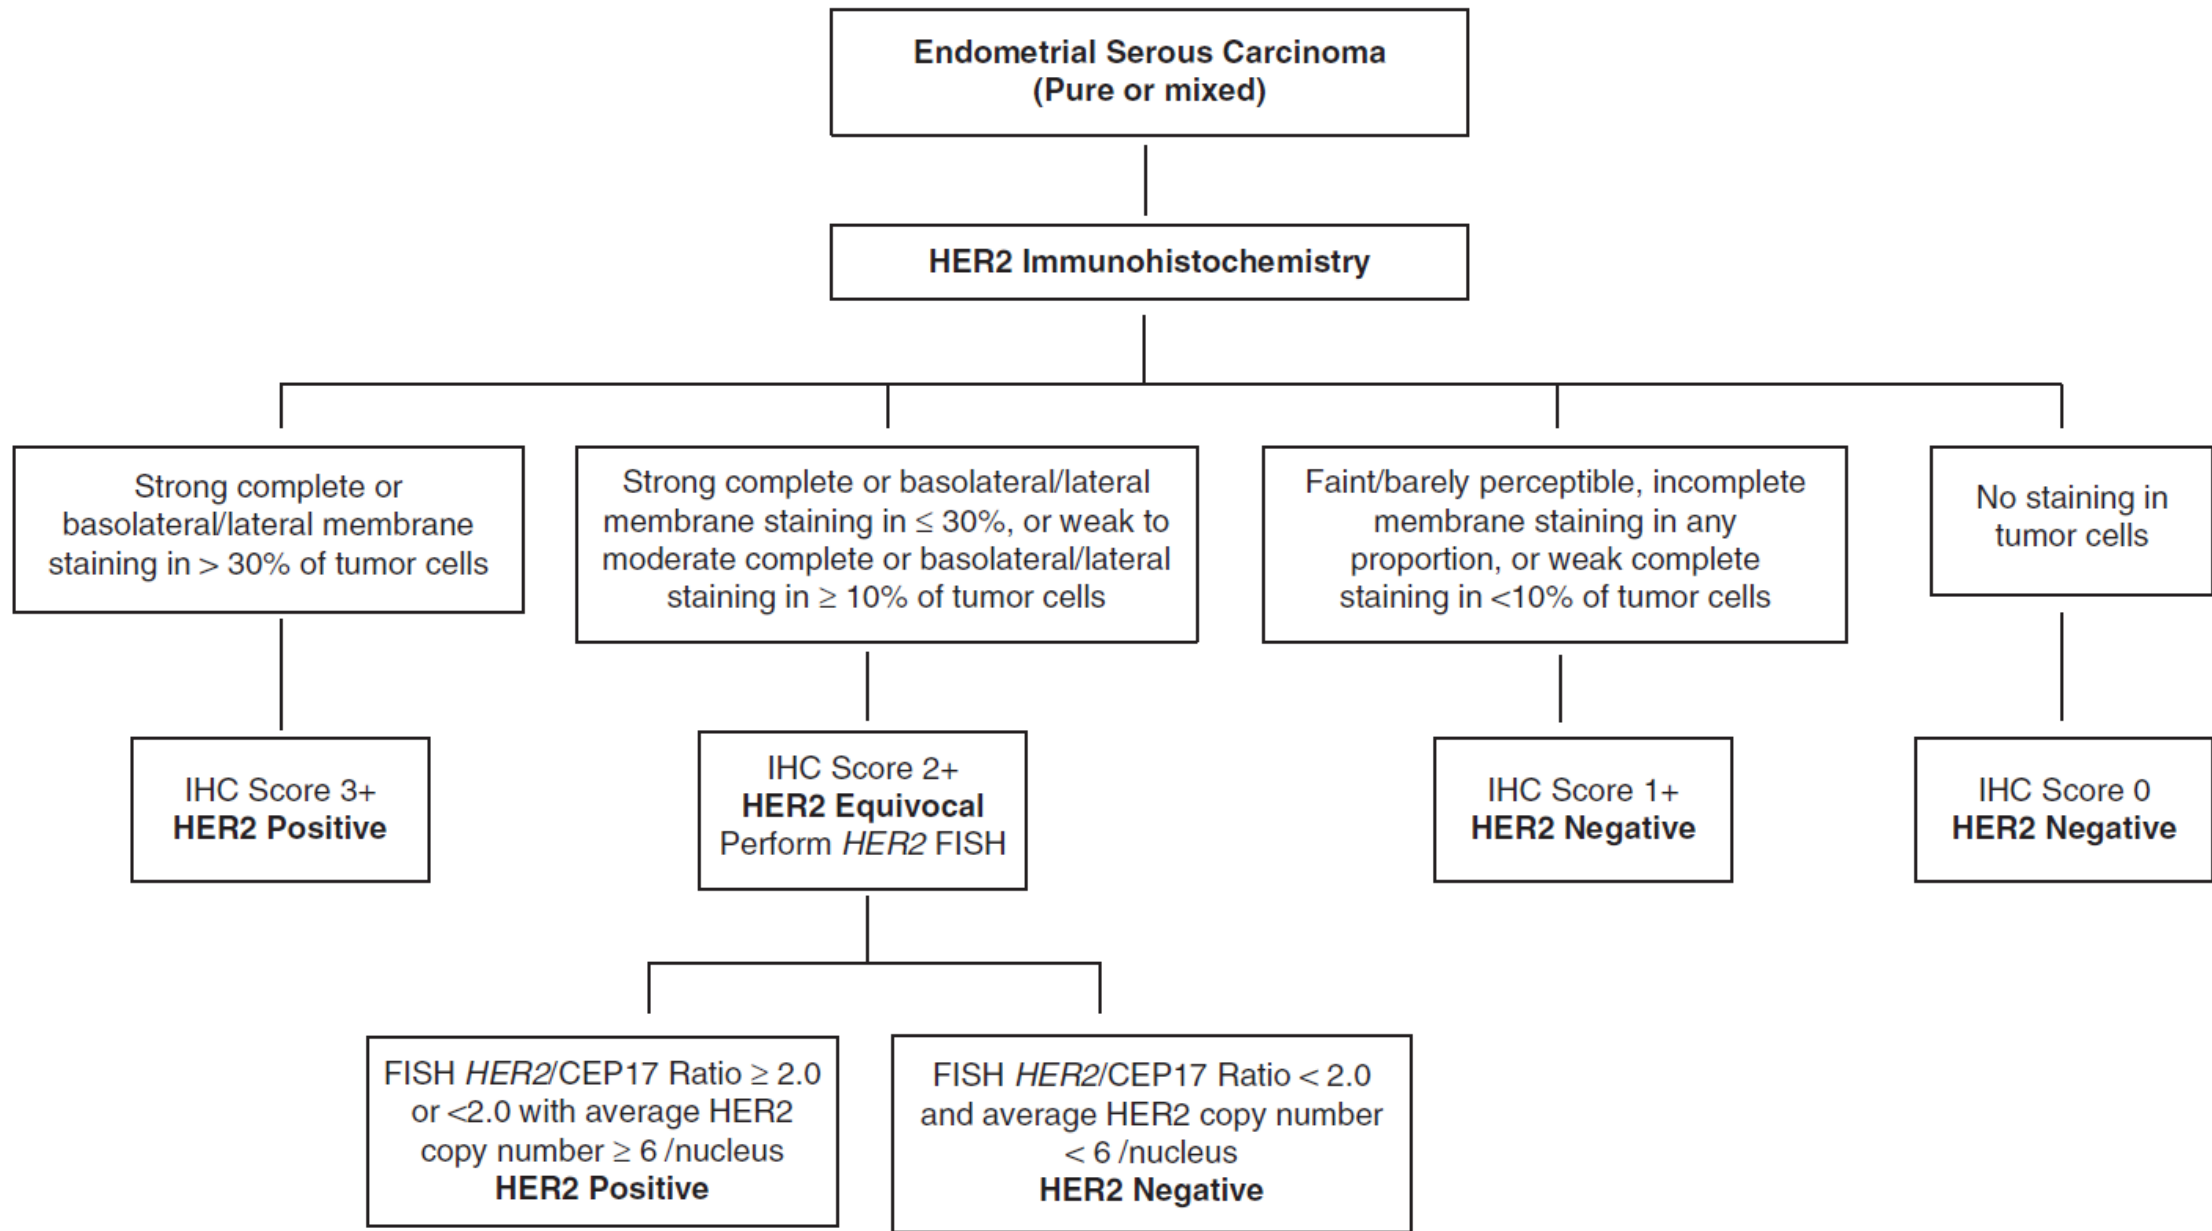 Endometrial Serous Carcinoma
(Pure or mixed)
HER2 Immunohistochemistry
Strong complete or
basolateral/lateral membrane
staining in > 30% of tumor cells
Strong complete or basolateral/lateral
membrane staining in ≤ 30%, or weak to
moderate complete or basolateral/lateral
staining in ≥ 10% of tumor cells
Faint/barely perceptible, incomplete
membrane staining in any
proportion, or weak complete
staining in <10% of tumor cells
No staining in
tumor cells
IHC Score 3+
HER2 Positive
IHC Score 2+
HER2 Equivocal
Perform HER2 FISH
IHC Score 1+
HER2 Negative
IHC Score 0
HER2 Negative
FISH HER2/CEP17 Ratio ≥ 2.0
or <2.0 with average HER2
copy number ≥ 6 /nucleus
HER2 Positive
FISH HER2/CEP17 Ratio < 2.0
and average HER2 copy number
< 6 /nucleus
HER2 Negative